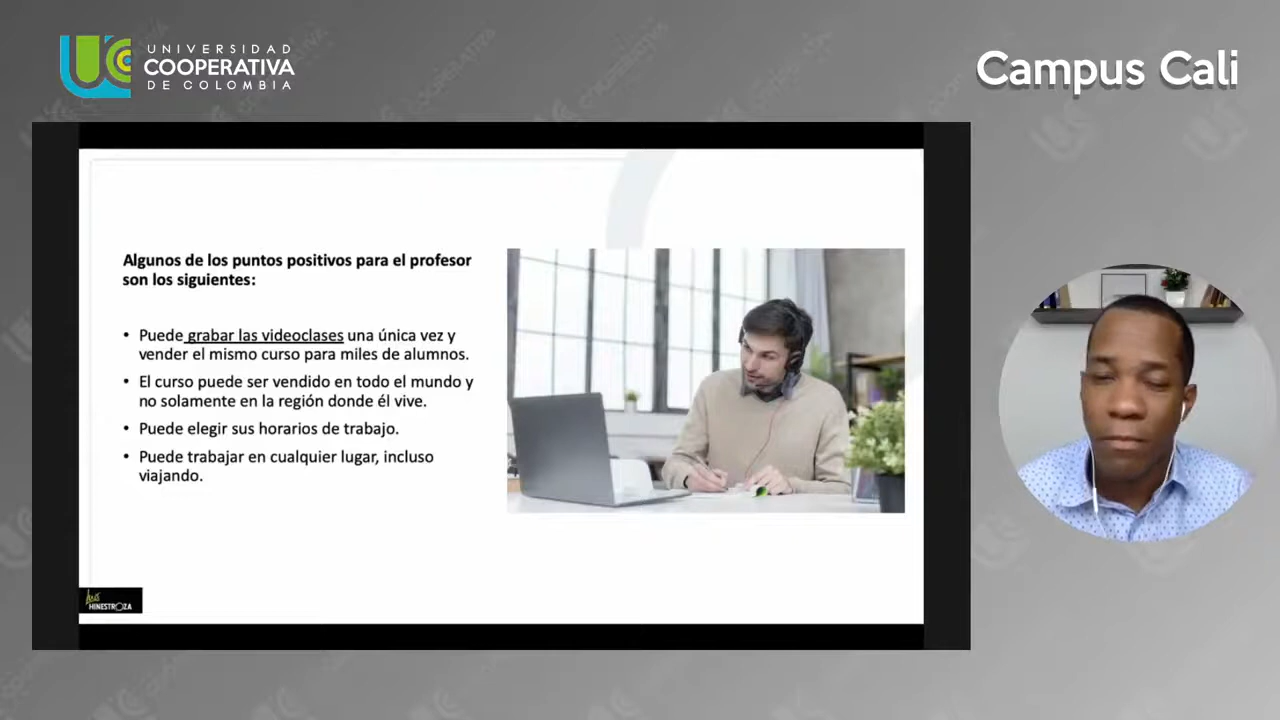 UNIVERSIDAD
COOPERATIVA
DE COLOMBIA
Campus Cali
Algunos de los puntos positivos para el profesor
son los siguientes:
• Puede grabar las videoclases una única vez y
vender el mismo curso para miles de alumnos.
• El curso puede ser vendido en todo el mundo y
no solamente en la región donde él vive.
• Puede elegir sus horarios de trabajo.
• Puede trabajar en cualquier lugar, incluso
viajando.
HINESTROZA